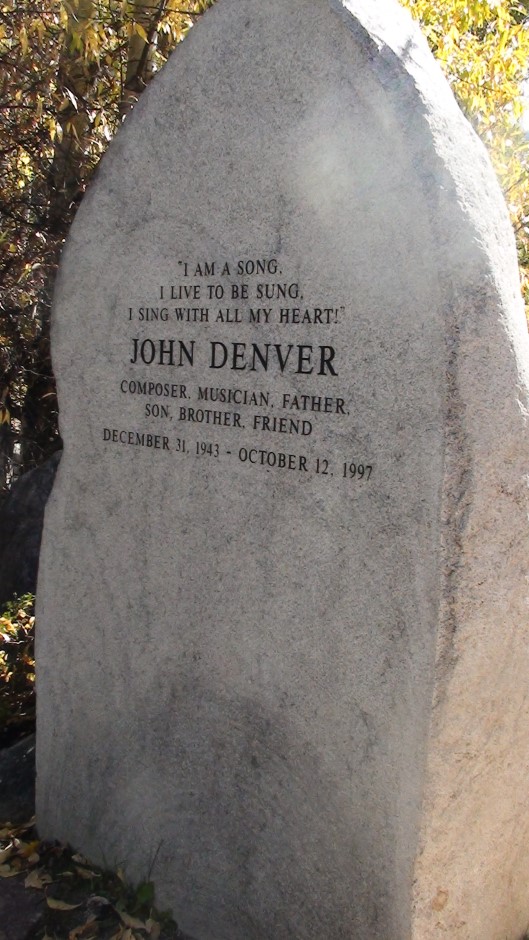 "I AM A SONG,
I LIVE TO BE SUNG,
I SING WITH ALL MY HEART!"
JOHN DENVER
COMPOSER, MUSICIAN, FATHER,
SON, BROTHER, FRIEND
DECEMBER 31, 1943 - OCTOBER 12, 1997